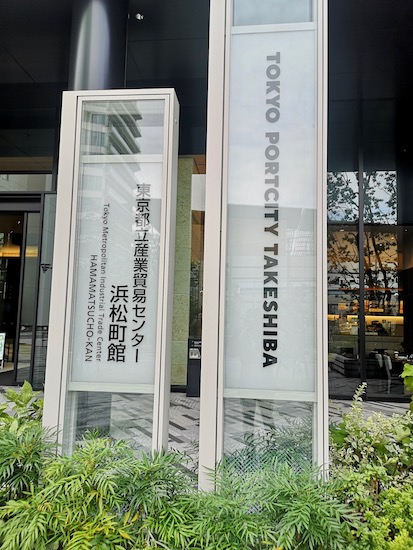 東京都立産業貿易センター
浜松町館
Tokyo Metropolitan Industrial Trade Center
HAMAMATSUCHO-KAN
TOKYO PORTCITY TAKESHIBA